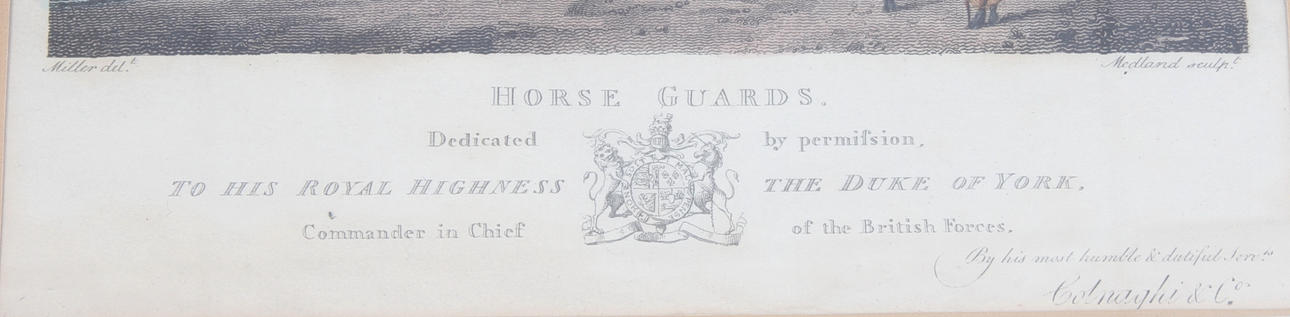 Miller del.t
Medland sculp.t
HORSE GUARDS.
Dedicated by permiſsion,
TO HIS ROYAL HIGHNESS THE DUKE OF YORK,
Commander in Chief of the British Forces.
By his most humble & dutiful Serv.ts
Colnaghi & Co.